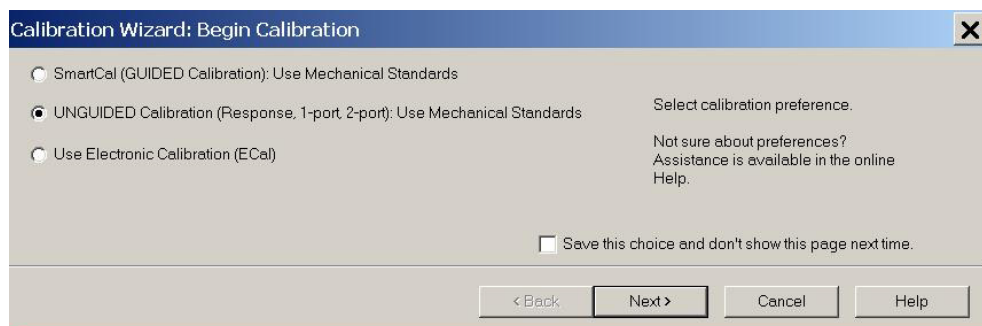 Calibration Wizard: Begin Calibration
SmartCal (GUIDED Calibration): Use Mechanical Standards
UNGUIDED Calibration (Response, 1-port, 2-port): Use Mechanical Standards
Use Electronic Calibration (ECal)
Select calibration preference.
Not sure about preferences?
Assistance is available in the online
Help.
Save this choice and don't show this page next time.
< Back
Next >
Cancel
Help